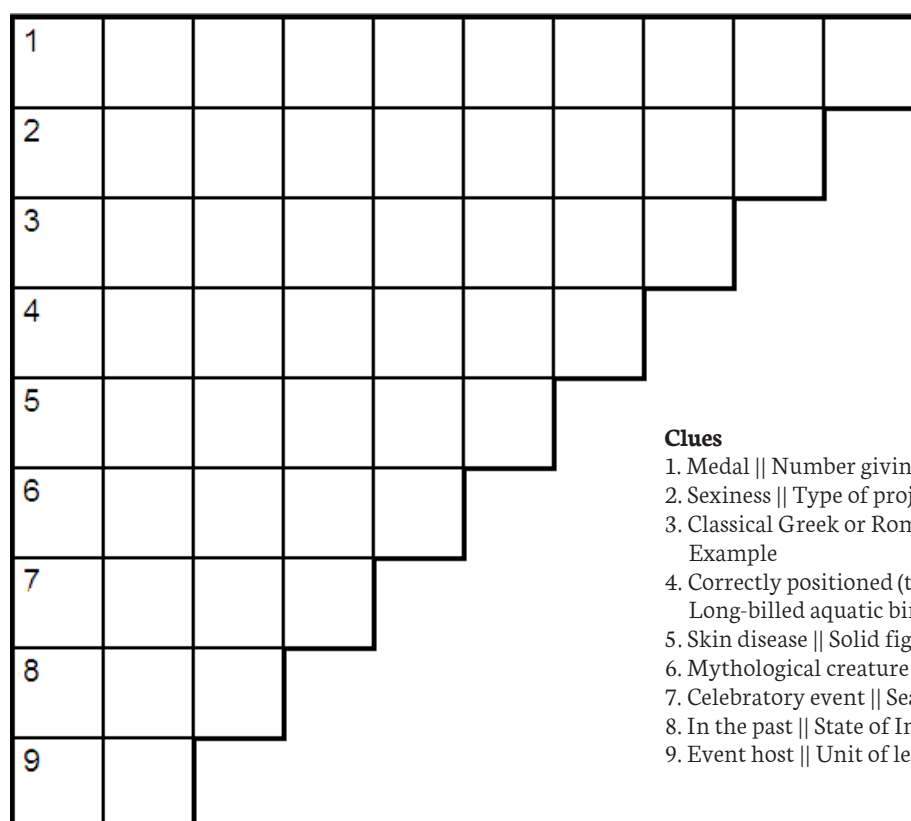 1
2
3
4
5
6
7
8
9
Clues
1. Medal || Number givin
2. Sexiness || Type of proj
3. Classical Greek or Rom
Example
4. Correctly positioned (t
Long-billed aquatic bir
5. Skin disease || Solid fig
6. Mythological creature
7. Celebratory event || Sea
8. In the past || State of In
9. Event host || Unit of le